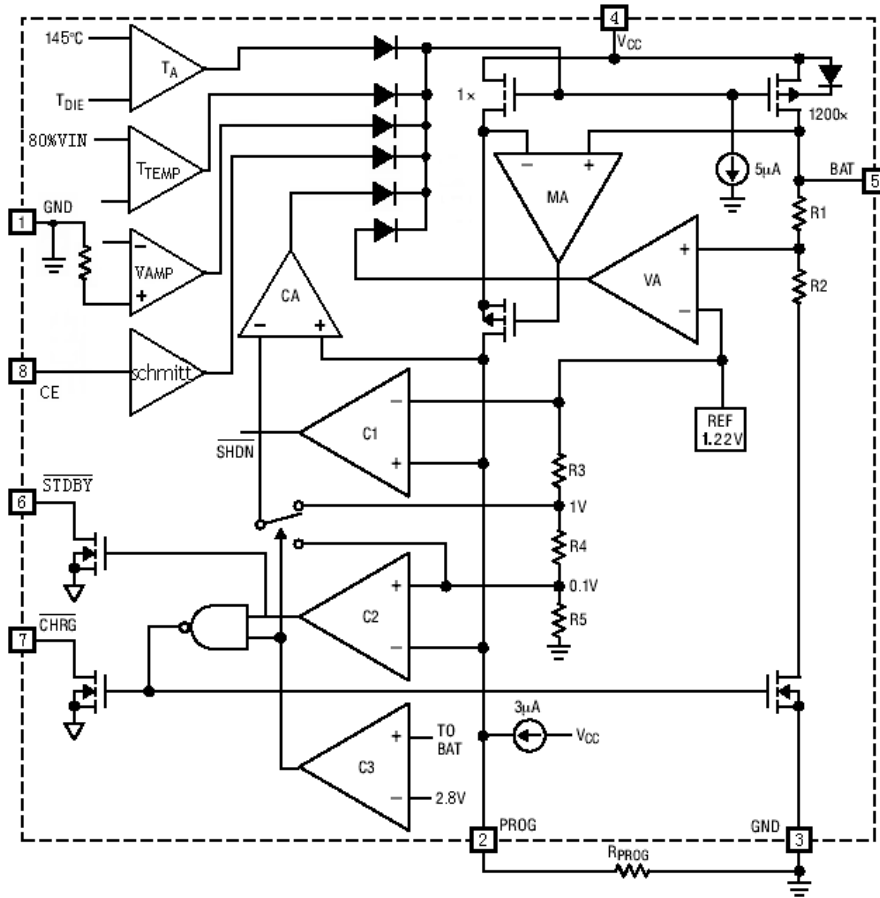 4
VCC
145°C
TA
TDIE
1×
1200×
80%VIN
TTEMP
5µA
BAT
5
− +
MA
R1
1
GND
−
VAMP
+
+
VA
−
R2
CA
− +
8
CE
schmitt
REF
1.22V
SHDN
−
C1
+
R3
6
STDBY
1V
R4
+
C2
−
0.1V
R5
7
CHRG
3µA
VCC
+
C3
−
TO
BAT
2.8V
2
PROG
GND
3
RPROG